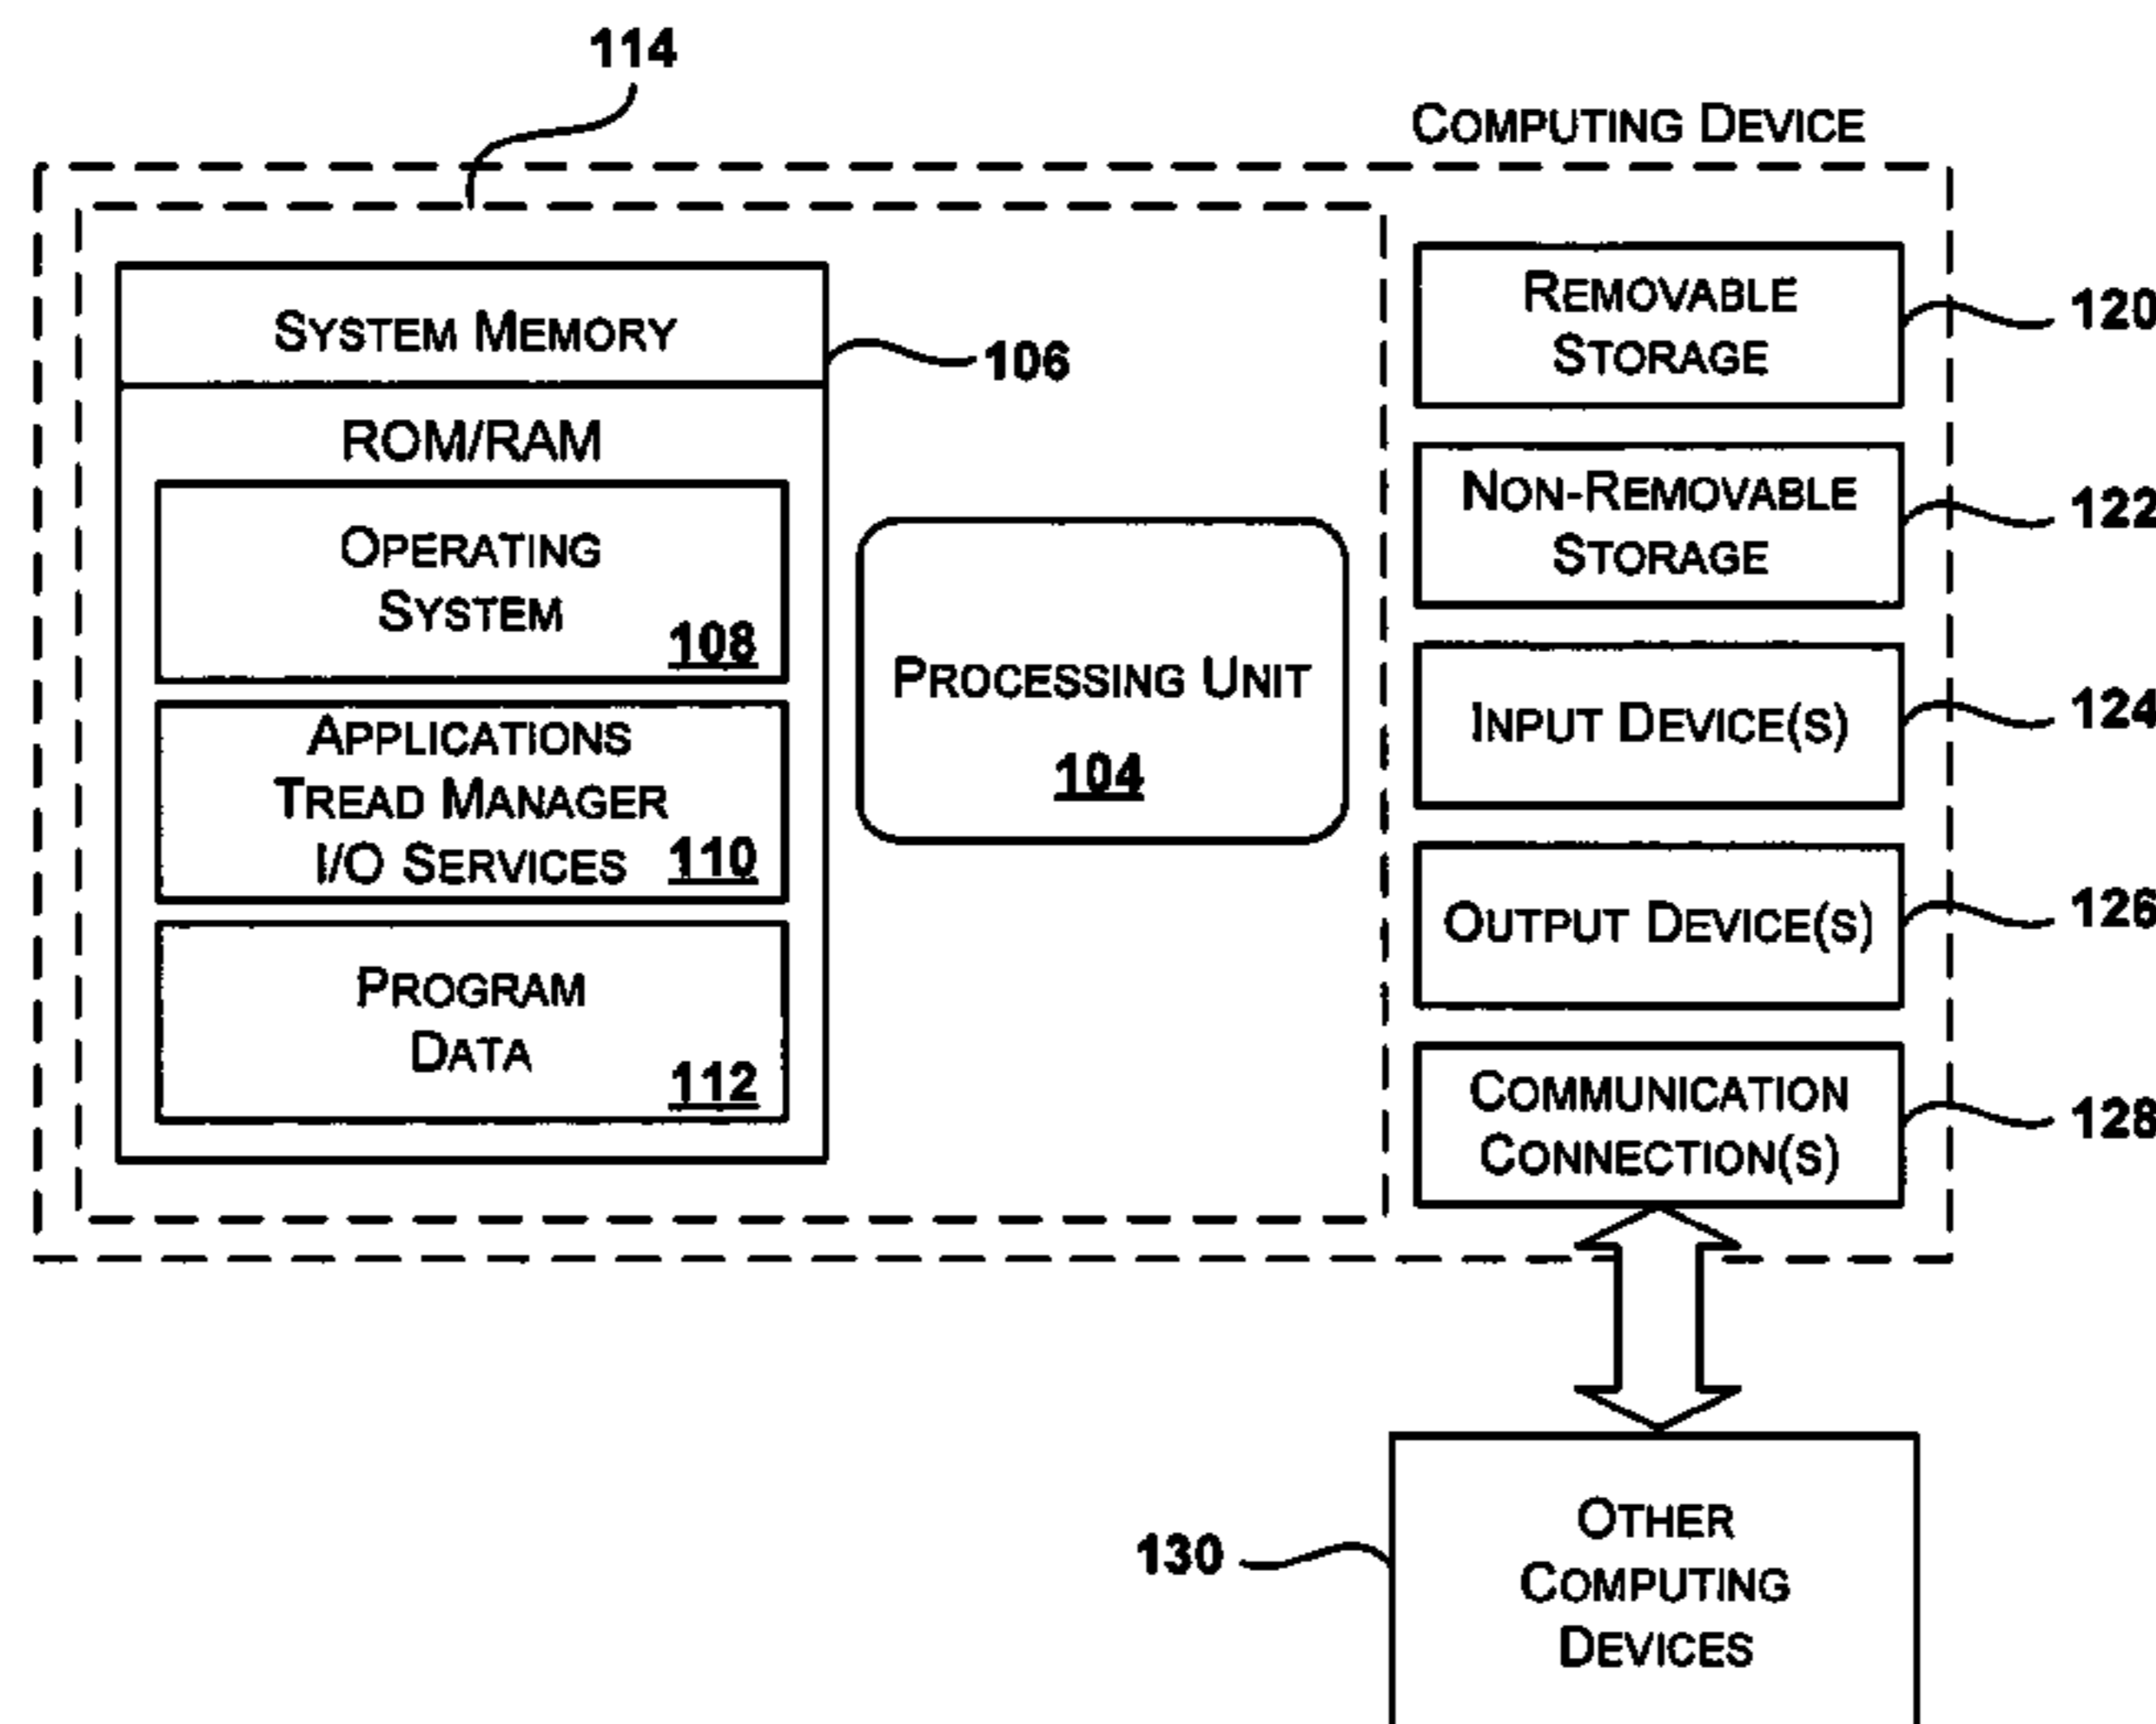 114
COMPUTING DEVICE
SYSTEM MEMORY
106
ROM/RAM
OPERATING
SYSTEM
108
APPLICATIONS
TREAD MANAGER
I/O SERVICES
110
PROGRAM
DATA
112
PROCESSING UNIT
104
REMOVABLE
STORAGE
120
NON-REMOVABLE
STORAGE
122
INPUT DEVICE(S)
124
OUTPUT DEVICE(S)
126
COMMUNICATION
CONNECTION(S)
128
130
OTHER
COMPUTING
DEVICES